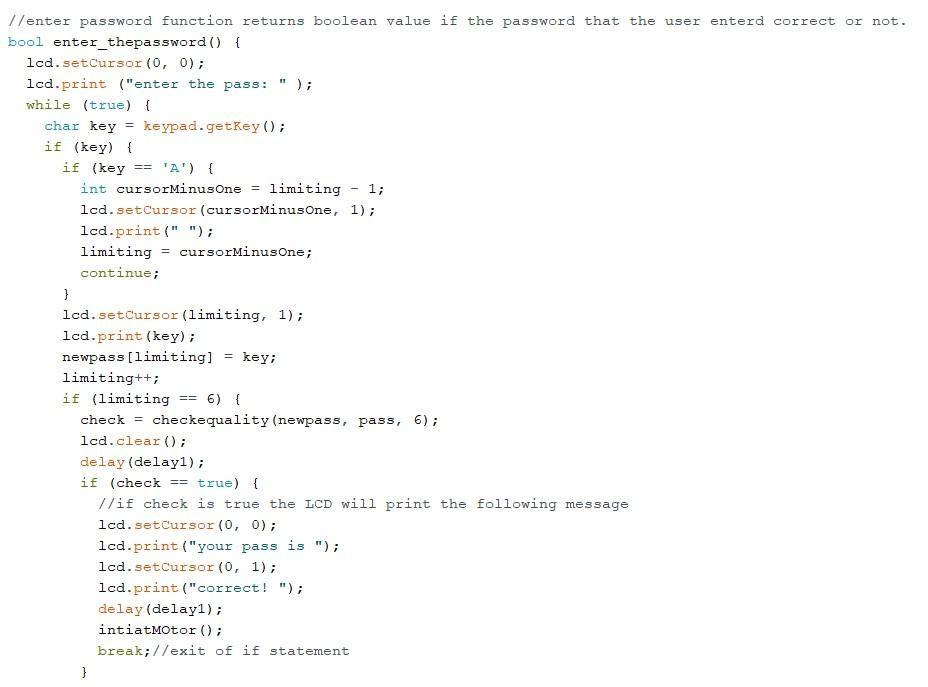 //enter password function returns boolean value if the password that the user enterd correct or not.
bool enter_thepassword() {
  lcd.setCursor(0, 0);
  lcd.print ("enter the pass: " );
  while (true) {
    char key = keypad.getKey();
    if (key) {
      if (key == 'A') {
        int cursorMinusOne = limiting - 1;
        lcd.setCursor(cursorMinusOne, 1);
        lcd.print(" ");
        limiting = cursorMinusOne;
        continue;
      }
      lcd.setCursor(limiting, 1);
      lcd.print(key);
      newpass[limiting] = key;
      limiting++;
      if (limiting == 6) {
        check = checkequality(newpass, pass, 6);
        lcd.clear();
        delay(delay1);
        if (check == true) {
          //if check is true the LCD will print the following message
          lcd.setCursor(0, 0);
          lcd.print("your pass is ");
          lcd.setCursor(0, 1);
          lcd.print("correct! ");
          delay(delay1);
          intiatMOtor();
          break;//exit of if statement
        }